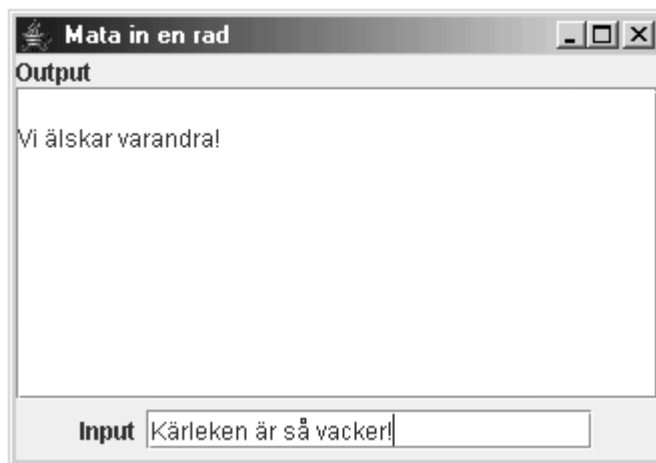 Mata in en rad
Output
Vi älskar varandra!
Input Kärleken är så vacker!